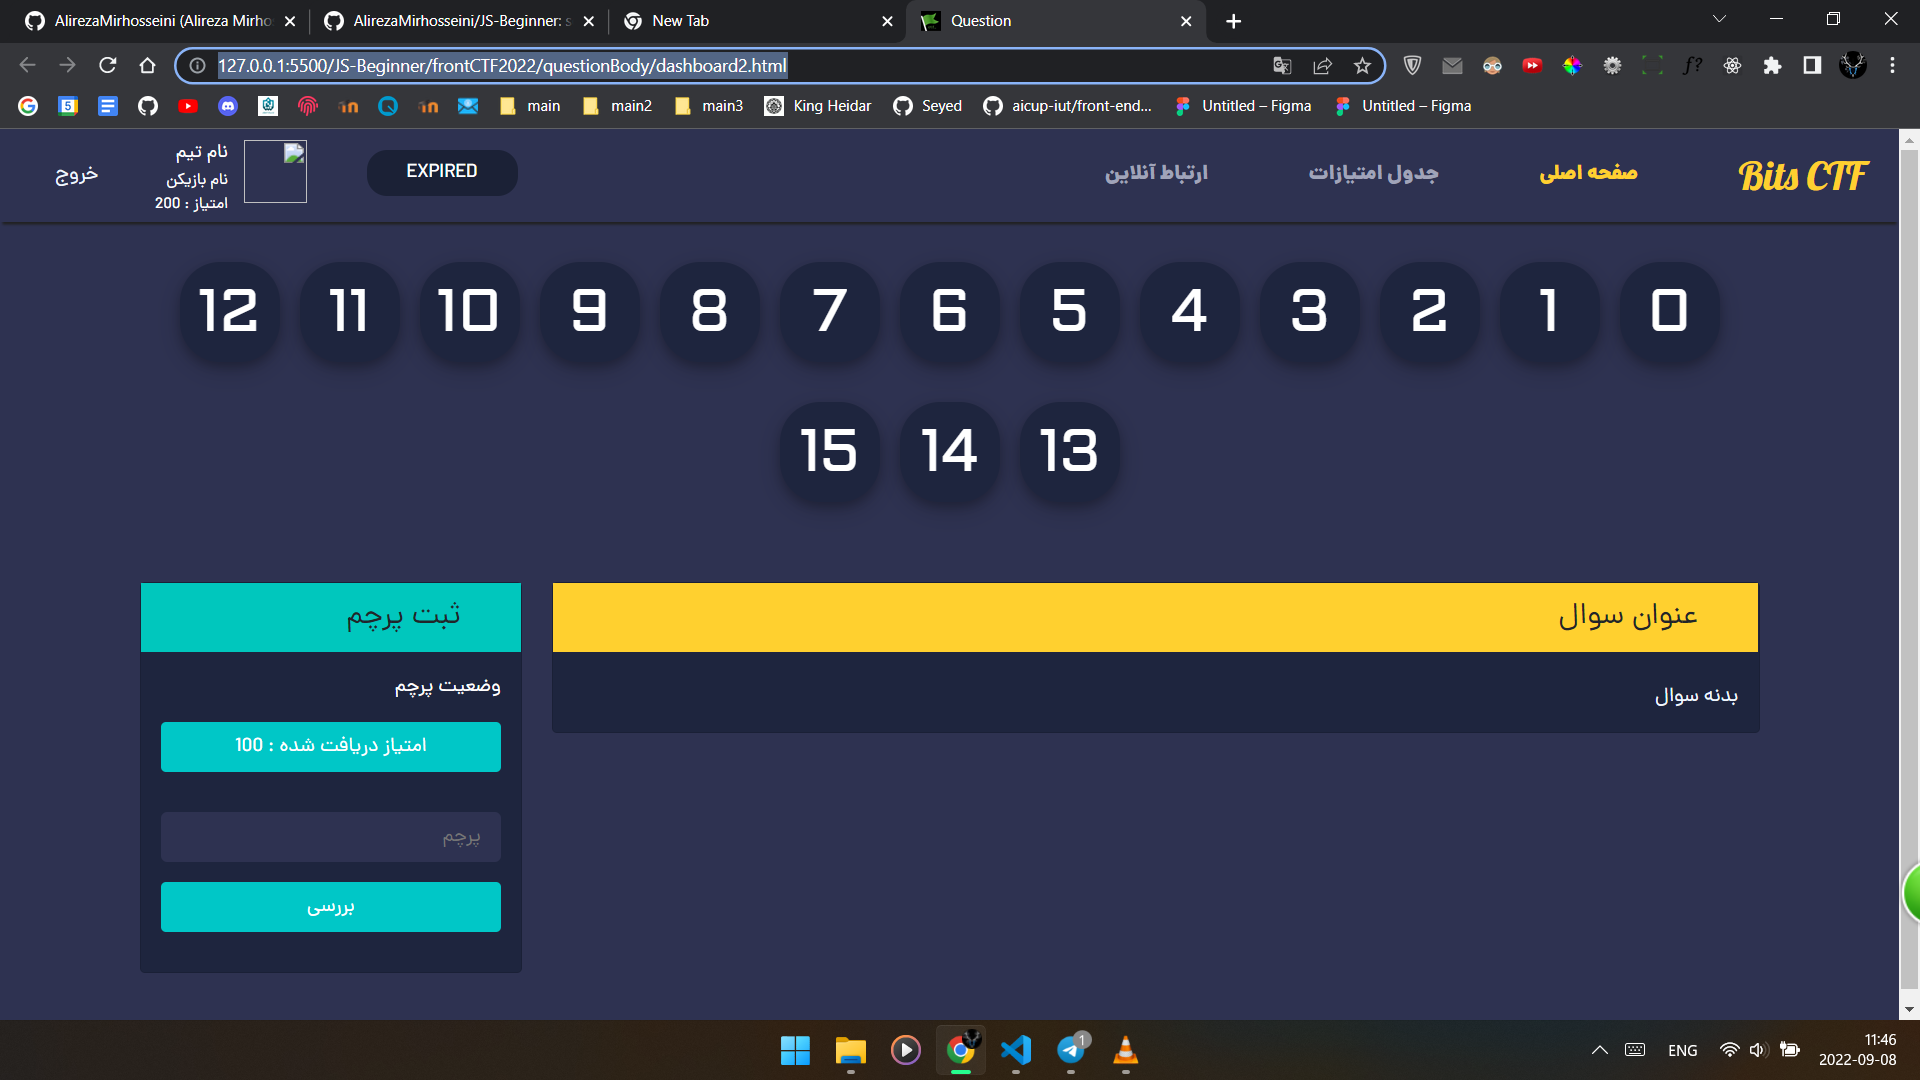 AlirezaMirhosseini (Alireza Mirho
AlirezaMirhosseini/JS-Beginner: s
New Tab
Question
127.0.0.1:5500/JS-Beginner/frontCTF2022/questionBody/dashboard2.html
main
main2
main3
King Heidar
Seyed
aicup-iut/front-end...
Untitled – Figma
Untitled – Figma
Bits CTF
صفحه اصلی
جدول امتیازات
ارتباط آنلاین
EXPIRED
نام تیم
نام بازیکن
امتیاز : 200
خروج
12 11 10 9 8 7 6 5 4 3 2 1 0
15 14 13
عنوان سوال
بدنه سوال
ثبت پرچم
وضعیت پرچم
امتیاز دریافت شده : 100
پرچم
بررسی
1
ENG
11:46
2022-09-08